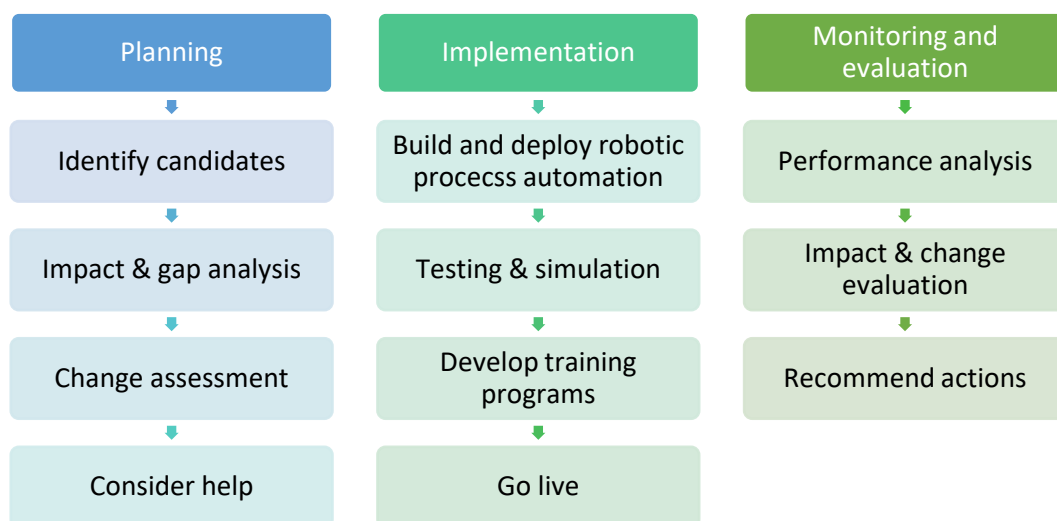 Planning
Identify candidates
Impact & gap analysis
Change assessment
Consider help
Implementation
Build and deploy robotic
procecss automation
Testing & simulation
Develop training
programs
Go live
Monitoring and
evaluation
Performance analysis
Impact & change
evaluation
Recommend actions